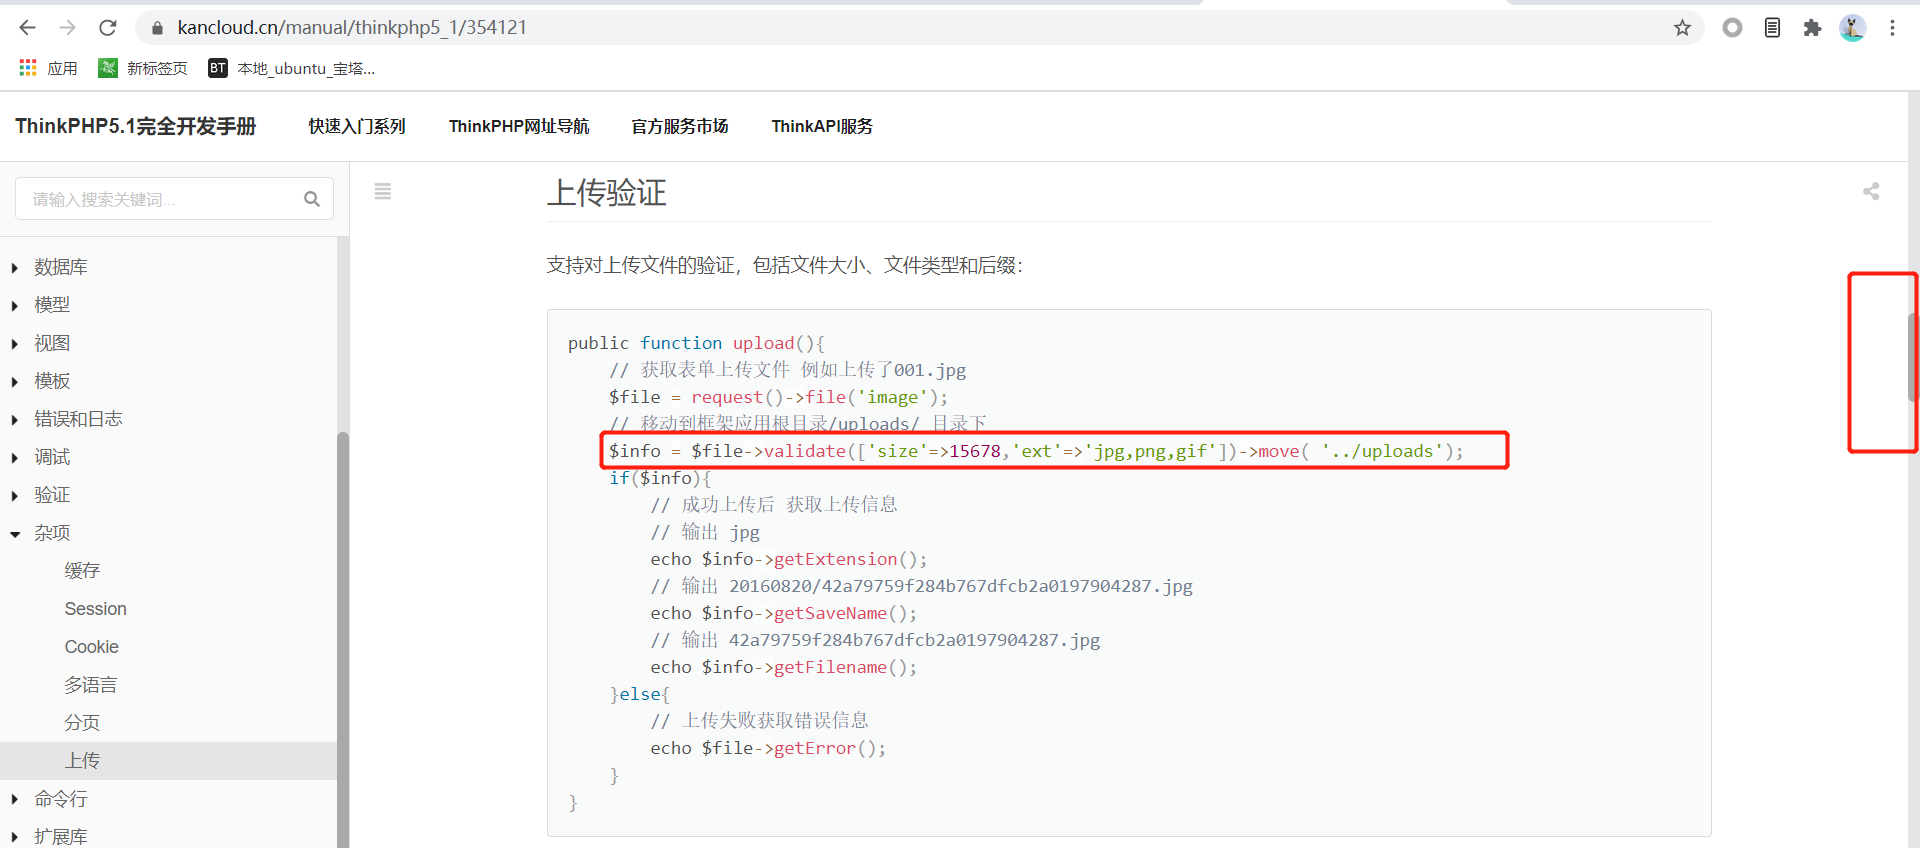 kancloud.cn/manual/thinkphp5_1/354121
应用 新标签页 BT 本地_ubuntu_宝塔...
ThinkPHP5.1完全开发手册 快速入门系列 ThinkPHP网址导航 官方服务市场 ThinkAPI服务
请输入搜索关键词...
数据库
模型
视图
模板
错误和日志
调试
验证
杂项
缓存
Session
Cookie
多语言
分页
上传
命令行
扩展库
上传验证
支持对上传文件的验证，包括文件大小、文件类型和后缀：
public function upload(){
// 获取表单上传文件 例如上传了001.jpg
$file = request()->file('image');
// 移动到框架应用根目录/uploads/ 目录下
$info = $file->validate(['size'=>15678,'ext'=>'jpg,png,gif'])->move( '../uploads');
if($info){
// 成功上传后 获取上传信息
// 输出 jpg
echo $info->getExtension();
// 输出 20160820/42a79759f284b767dfcb2a0197904287.jpg
echo $info->getSaveName();
// 输出 42a79759f284b767dfcb2a0197904287.jpg
echo $info->getFilename();
}else{
// 上传失败获取错误信息
echo $file->getError();
}
}